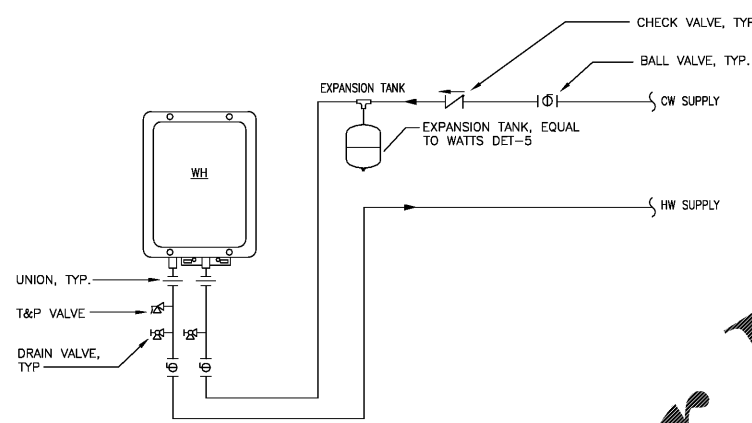 CHECK VALVE, TYP
BALL VALVE, TYP.
EXPANSION TANK
CW SUPPLY
EXPANSION TANK, EQUAL
TO WATTS DET-5
WH
HW SUPPLY
UNION, TYP.
T&P VALVE
DRAIN VALVE,
TYP